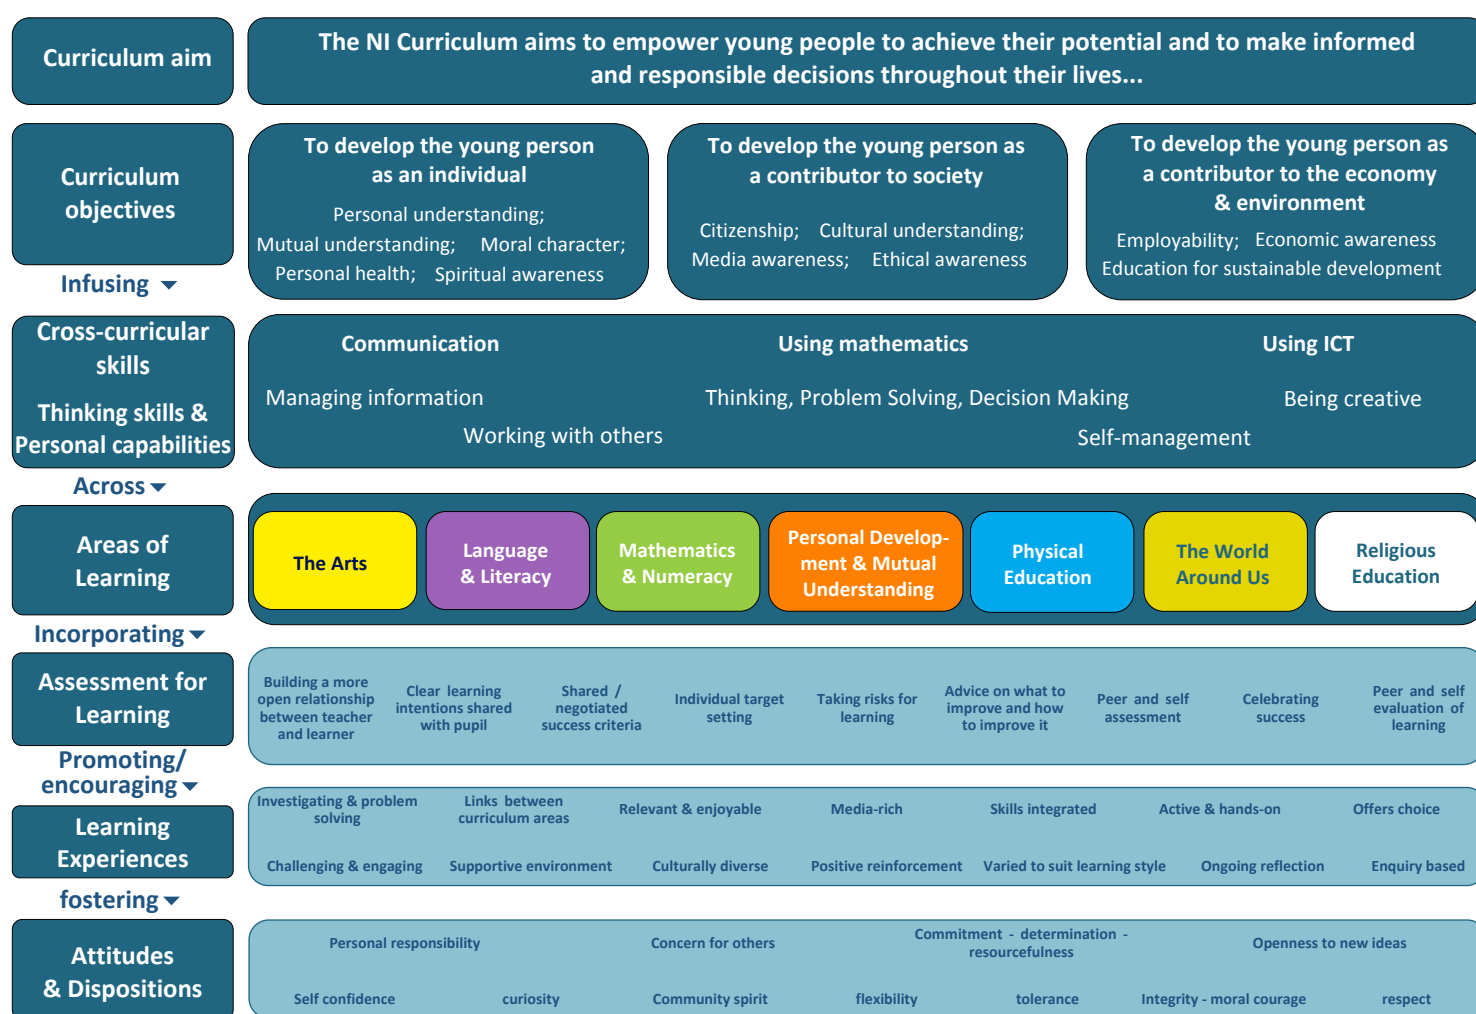 Curriculum aim
The NI Curriculum aims to empower young people to achieve their potential and to make informed
and responsible decisions throughout their lives...
Curriculum
objectives
To develop the young person
as an individual
Personal understanding;
Mutual understanding; Moral character;
Personal health; Spiritual awareness
To develop the young person as
a contributor to society
Citizenship; Cultural understanding;
Media awareness; Ethical awareness
To develop the young person as
a contributor to the economy
& environment
Employability; Economic awareness
Education for sustainable development
Infusing
Cross-curricular
skills
Thinking skills &
Personal capabilities
Communication Using mathematics Using ICT
Managing information Thinking, Problem Solving, Decision Making Being creative
Working with others Self-management
Across
Areas of
Learning
The Arts
Language
& Literacy
Mathematics
& Numeracy
Personal Develop-
ment & Mutual
Understanding
Physical
Education
The World
Around Us
Religious
Education
Incorporating
Assessment for
Learning
Building a more
open relationship
between teacher
and learner
Clear learning
intentions shared
with pupil
Shared /
negotiated
success criteria
Individual target
setting
Taking risks for
learning
Advice on what to
improve and how
to improve it
Peer and self
assessment
Celebrating
success
Peer and self
evaluation of
learning
Promoting/
encouraging
Learning
Experiences
Investigating & problem
solving
Links between
curriculum areas
Relevant & enjoyable
Media-rich
Skills integrated
Active & hands-on
Offers choice
Challenging & engaging
Supportive environment
Culturally diverse
Positive reinforcement
Varied to suit learning style
Ongoing reflection
Enquiry based
fostering
Attitudes
& Dispositions
Personal responsibility
Concern for others
Commitment - determination -
resourcefulness
Openness to new ideas
Self confidence
curiosity
Community spirit
flexibility
tolerance
Integrity - moral courage
respect